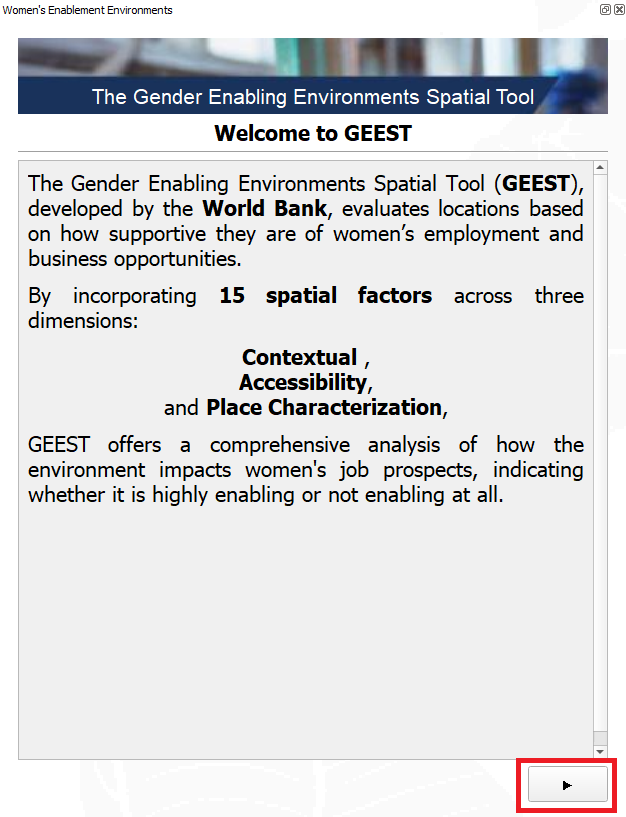 Women's Enablement Environments
The Gender Enabling Environments Spatial Tool
Welcome to GEEST
The Gender Enabling Environments Spatial Tool (GEEST),
developed by the World Bank, evaluates locations based
on how supportive they are of women’s employment and
business opportunities.
By incorporating 15 spatial factors across three
dimensions:
Contextual ,
Accessibility,
and Place Characterization,
GEEST offers a comprehensive analysis of how the
environment impacts women's job prospects, indicating
whether it is highly enabling or not enabling at all.